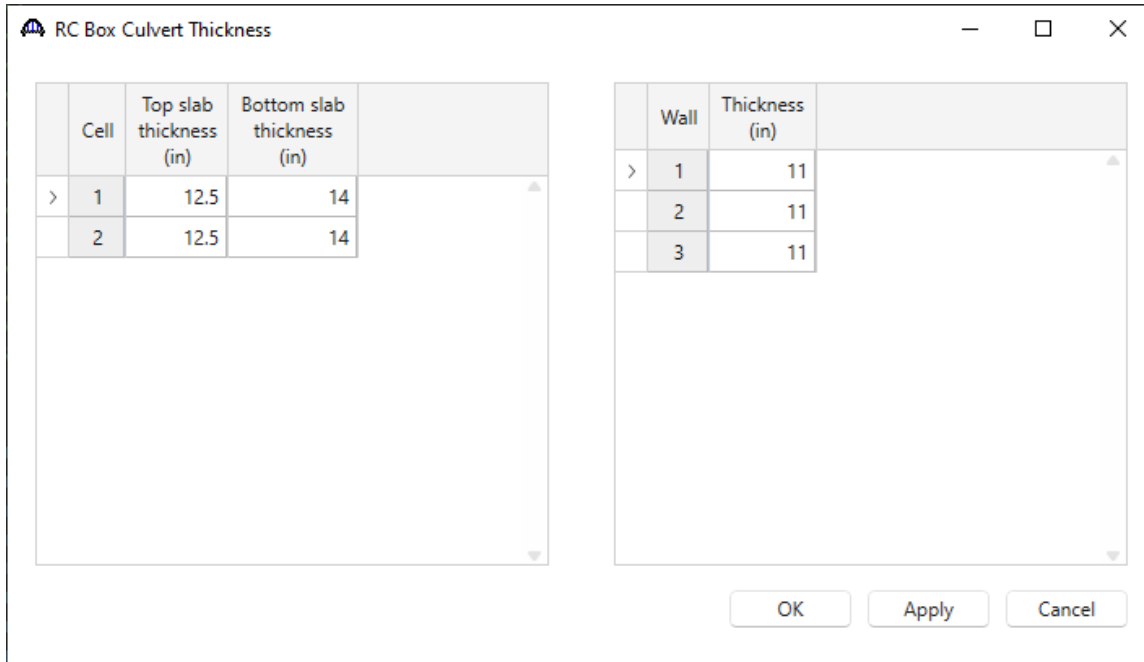 RC Box Culvert Thickness
Cell Top slab thickness (in) Bottom slab thickness (in)
1 12.5 14
2 12.5 14
Wall Thickness (in)
1 11
2 11
3 11
OK Apply Cancel